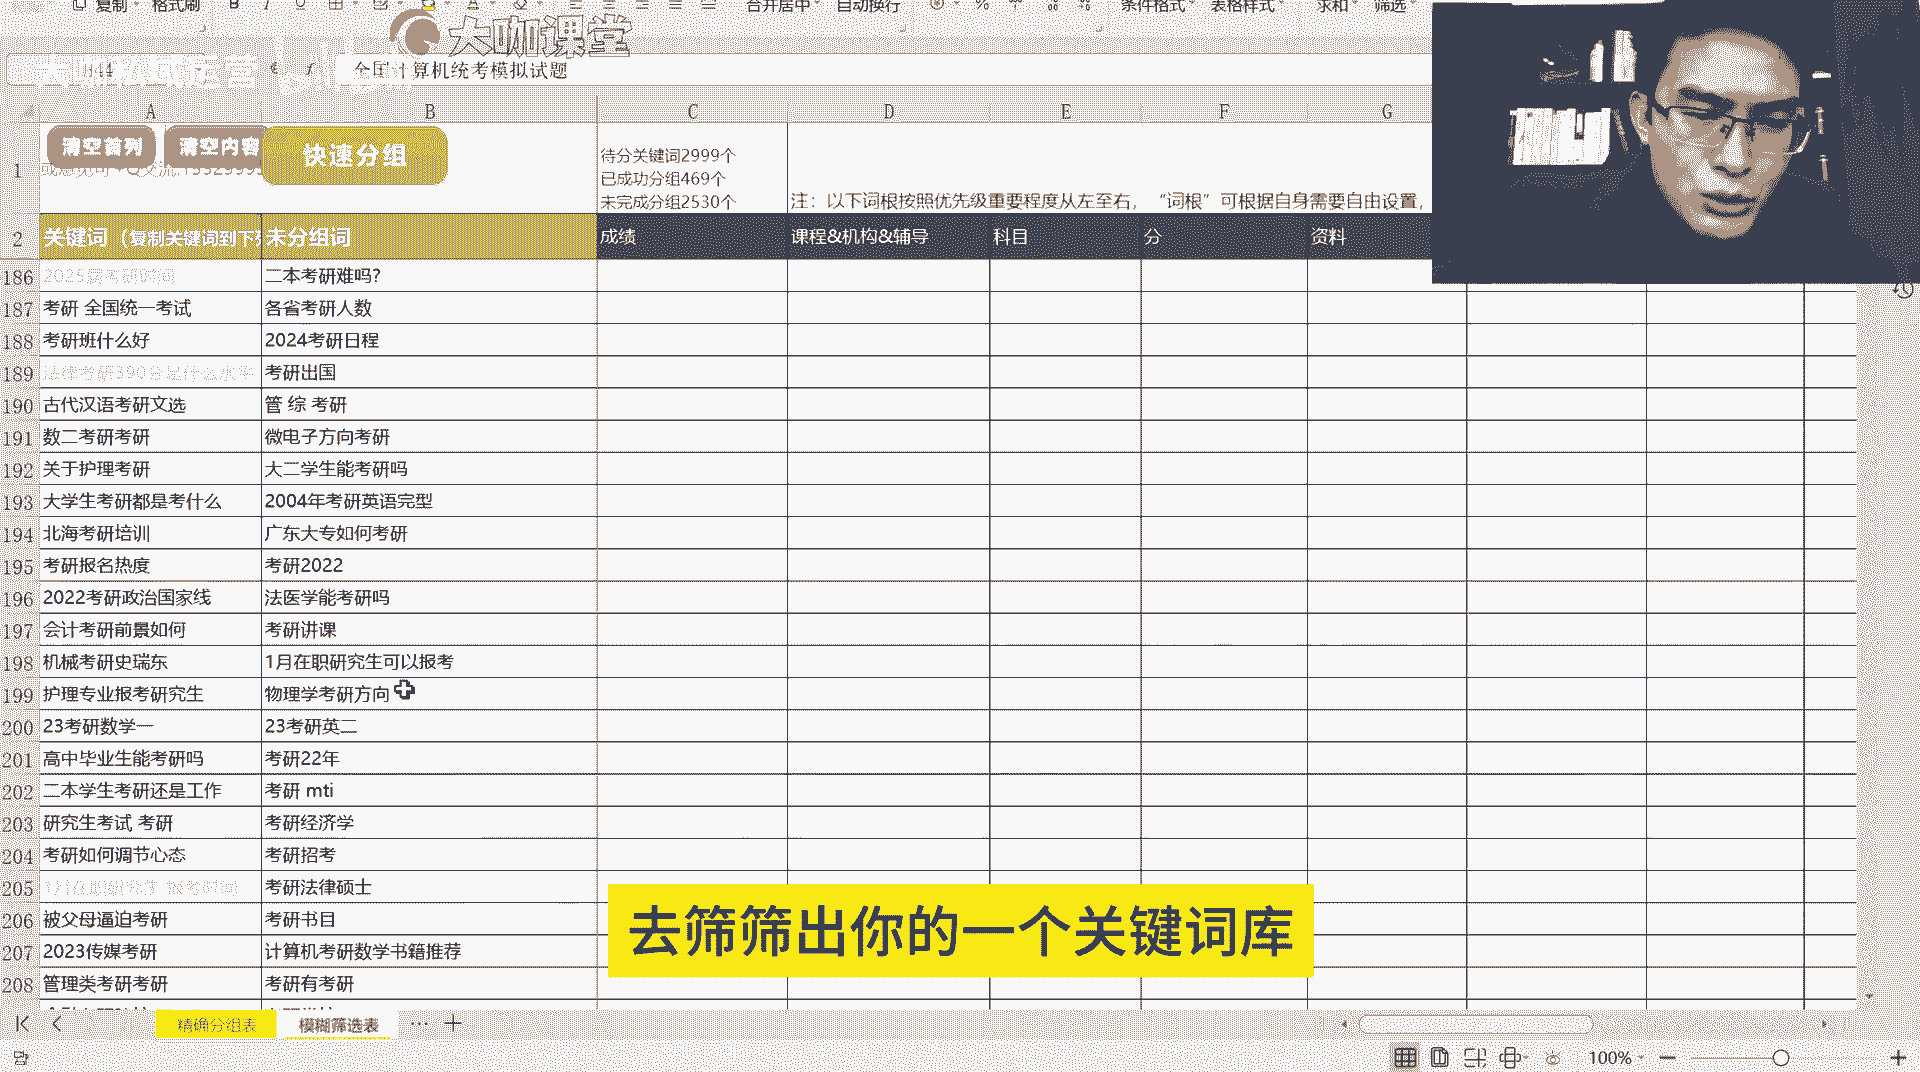 复制 格式刷 合并居中 自动换行 条件格式 表格样式 求和 筛选
大咖课堂
全国计算机统考模拟试题
A B C D E F G
清空首列 清空内容 快速分组
待分关键词2999个
已成功分组469个
未完成分组2530个
注：以下词根按照优先级重要程度从左至右，“词根”可根据自身需要自由设置，
1
2 关键词（复制关键词到下列 未分组词 成绩 课程&机构&辅导 科目 分 资料
186 2025届考研时间 二本考研难吗?
187 考研 全国统一考试 各省考研人数
188 考研班什么好 2024考研日程
189 法律考研390分是什么水平 考研出国
190 古代汉语考研文选 管 综 考研
191 数二考研考研 微电子方向考研
192 关于护理考研 大二学生能考研吗
193 大学生考研都是考什么 2004年考研英语完型
194 北海考研培训 广东大专如何考研
195 考研报名热度 考研2022
196 2022考研政治国家线 法医学能考研吗
197 会计考研前景如何 考研讲课
198 机械考研史瑞东 1月在职研究生可以报考
199 护理专业报考研究生 物理学考研方向
200 23考研数学一 23考研英二
201 高中毕业生能考研吗 考研22年
202 二本学生考研还是工作 考研 mti
203 研究生考试 考研 考研经济学
204 考研如何调节心态 考研招考
205 考研法律硕士
206 被父母逼迫考研 考研书目
207 2023传媒考研 计算机考研数学书籍推荐
208 管理类考研考研 考研有考研
去筛筛出你的一个关键词库
精确分组表 模糊筛选表
100%